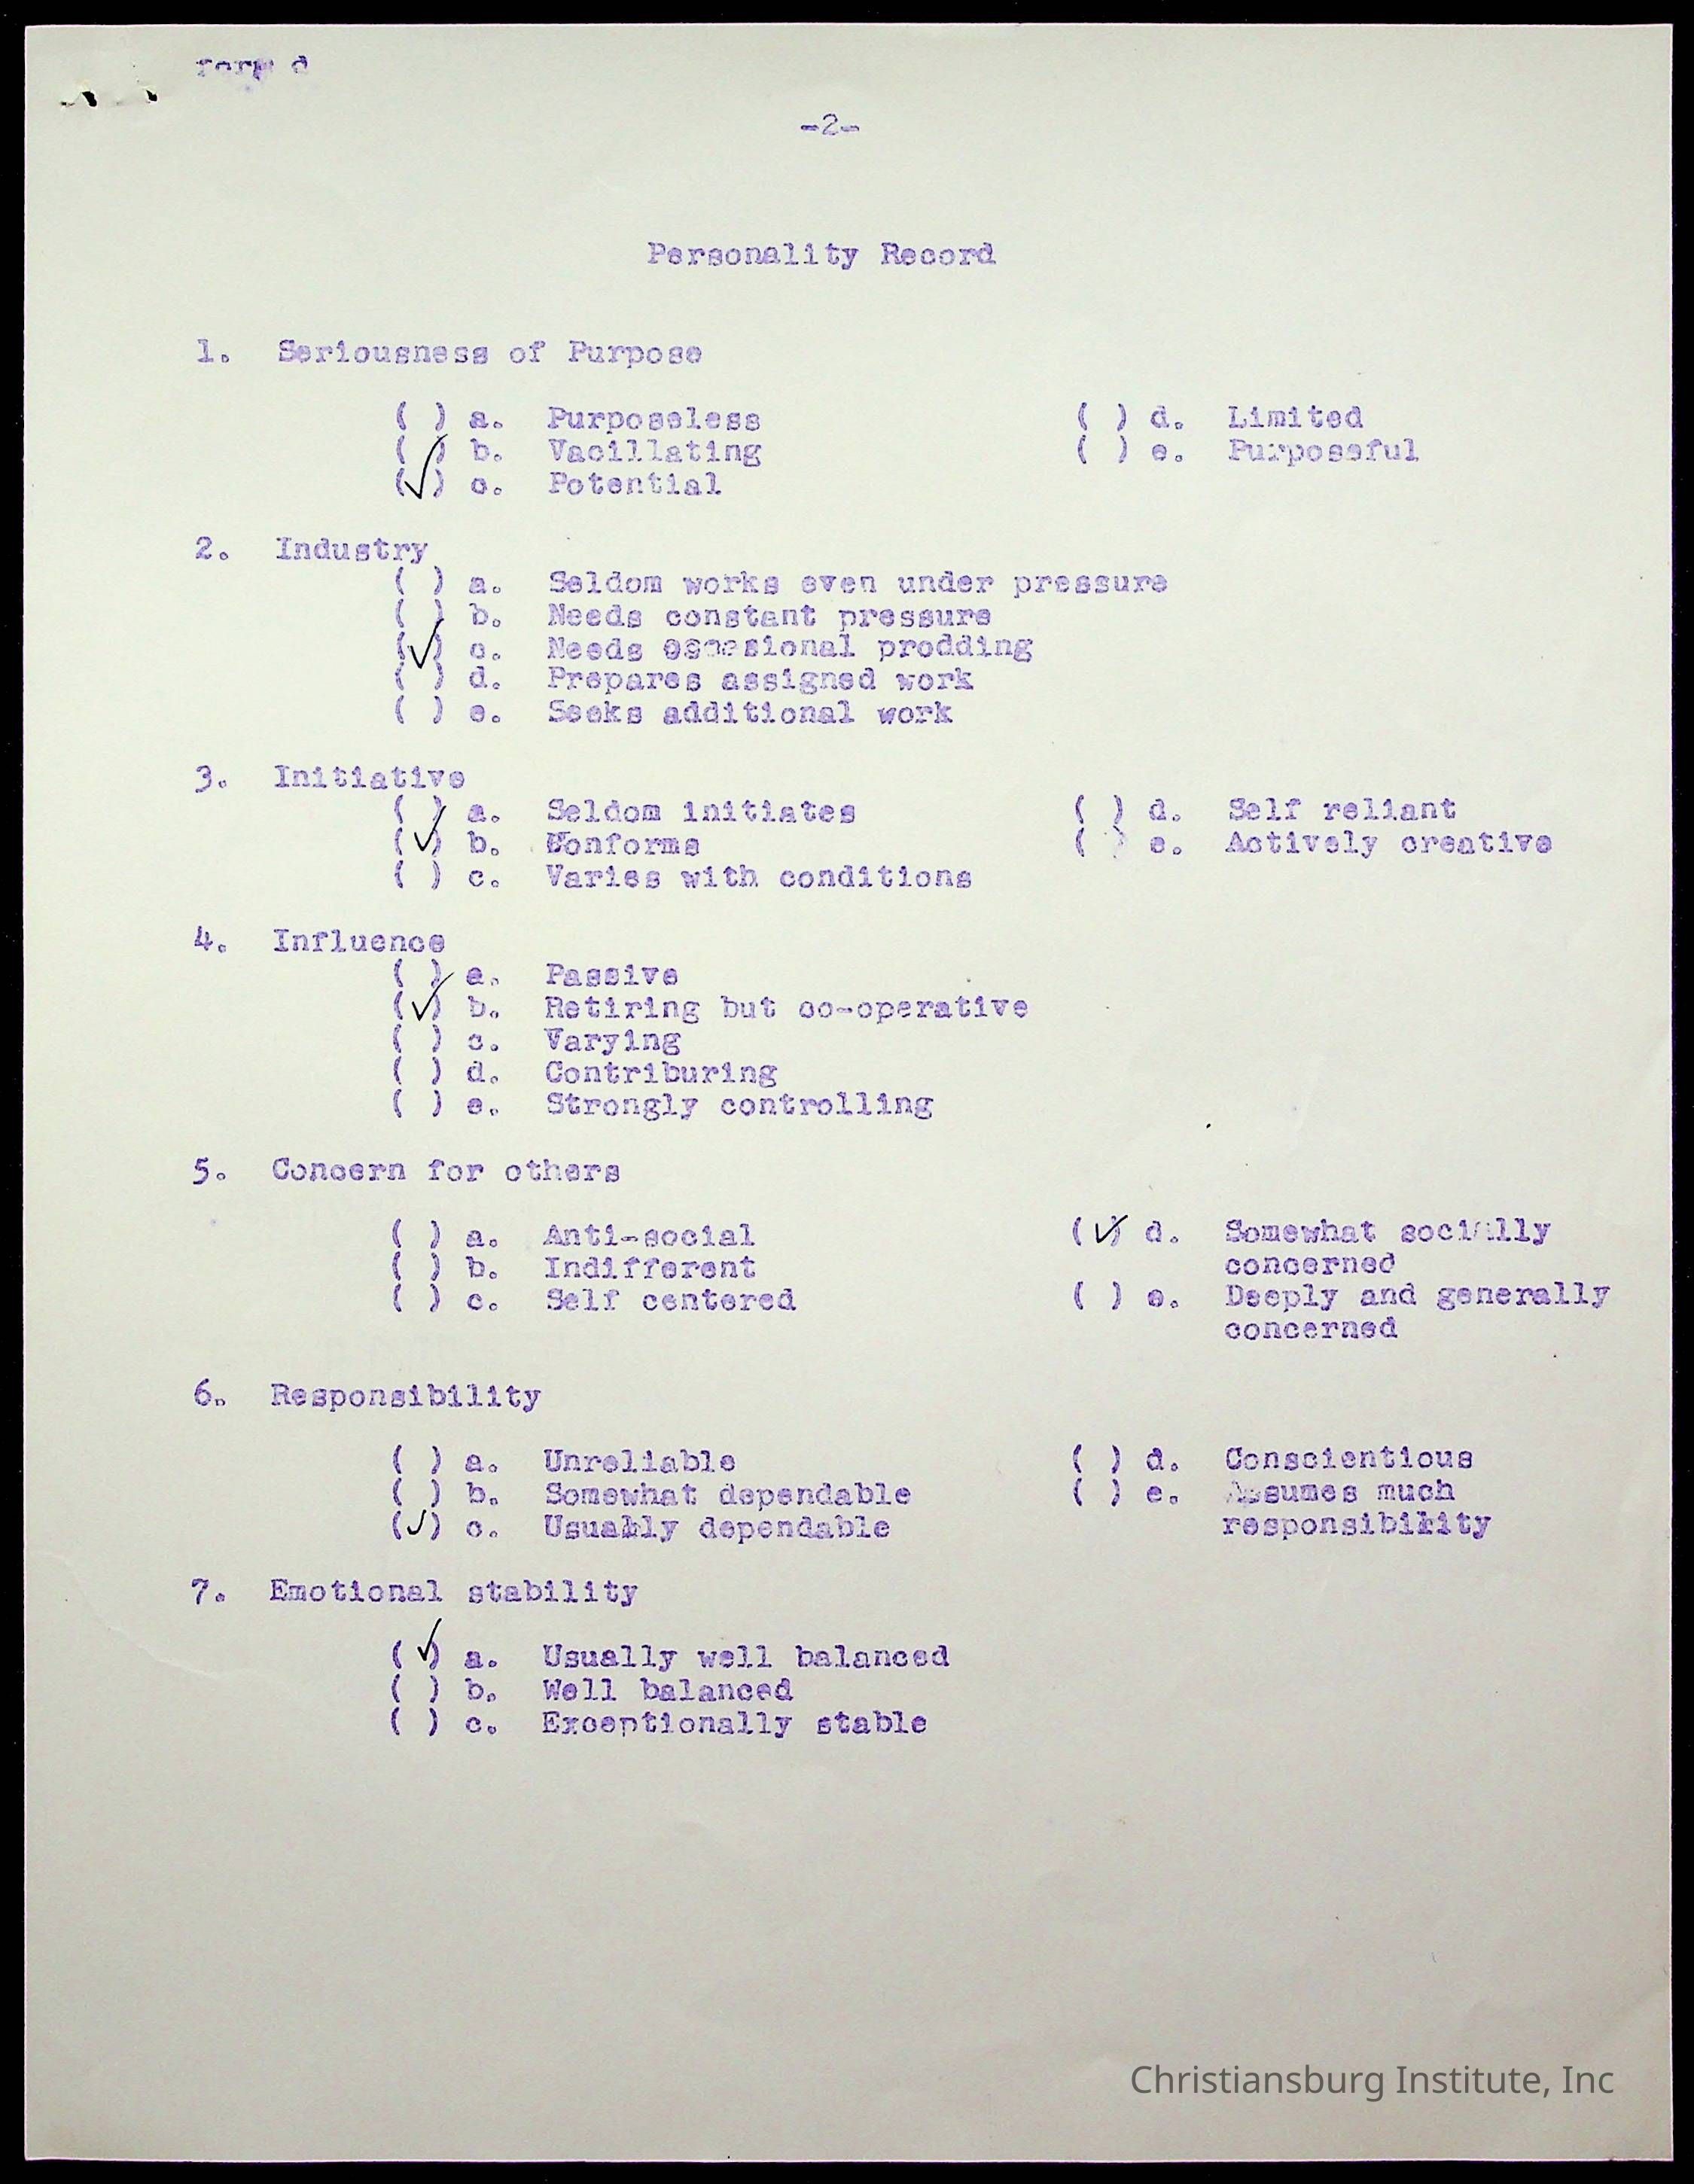 form d
-2-
Personality Record
1. Seriousness of Purpose
( ) a. Purposeless ( ) d. Limited
( ) b. Vacillating ( ) e. Purposeful
(✓) c. Potential
2. Industry
( ) a. Seldom works even under pressure
( ) b. Needs constant pressure
(✓) c. Needs occasional prodding
( ) d. Prepares assigned work
( ) e. Seeks additional work
3. Initiative
( ) a. Seldom initiates ( ) d. Self reliant
(✓) b. Conforms ( ) e. Actively creative
( ) c. Varies with conditions
4. Influence
( ) a. Passive
(✓) b. Retiring but co-operative
( ) c. Varying
( ) d. Contriburing
( ) e. Strongly controlling
5. Concern for others
( ) a. Anti-social (✓) d. Somewhat socially
( ) b. Indifferent concerned
( ) c. Self centered ( ) e. Deeply and generally
concerned
6. Responsibility
( ) a. Unreliable ( ) d. Conscientious
( ) b. Somewhat dependable ( ) e. Assumes much
(✓) c. Usually dependable responsibility
7. Emotional stability
(✓) a. Usually well balanced
( ) b. Well balanced
( ) c. Exceptionally stable
Christiansburg Institute, Inc